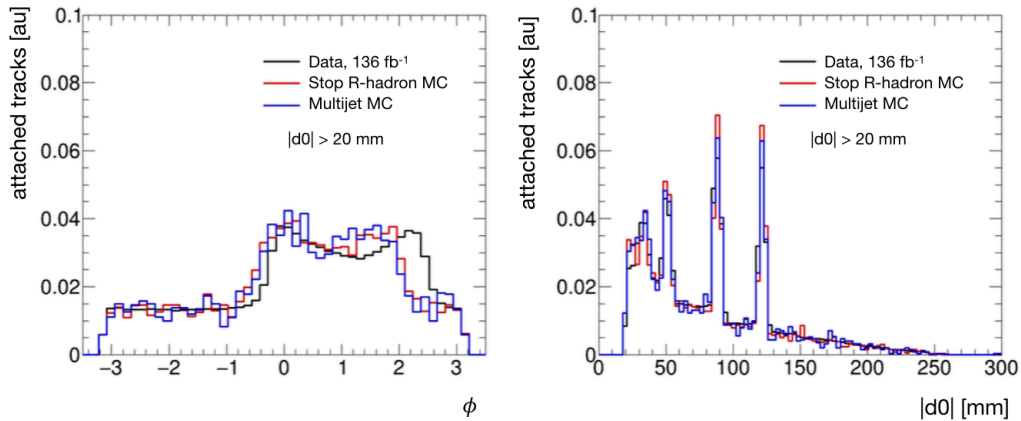 attached tracks [au]
0.1
0.08
0.06
0.04
0.02
0
Data, 136 fb⁻¹
Stop R-hadron MC
Multijet MC
|d0| > 20 mm
−3 −2 −1 0 1 2 3
ϕ
attached tracks [au]
0.1
0.08
0.06
0.04
0.02
0
Data, 136 fb⁻¹
Stop R-hadron MC
Multijet MC
|d0| > 20 mm
0 50 100 150 200 250 300
|d0| [mm]